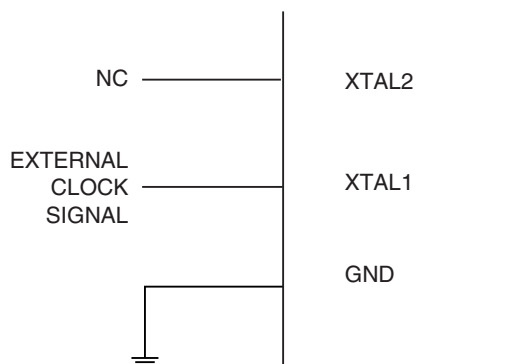 NC
XTAL2
EXTERNAL
CLOCK
SIGNAL
XTAL1
GND